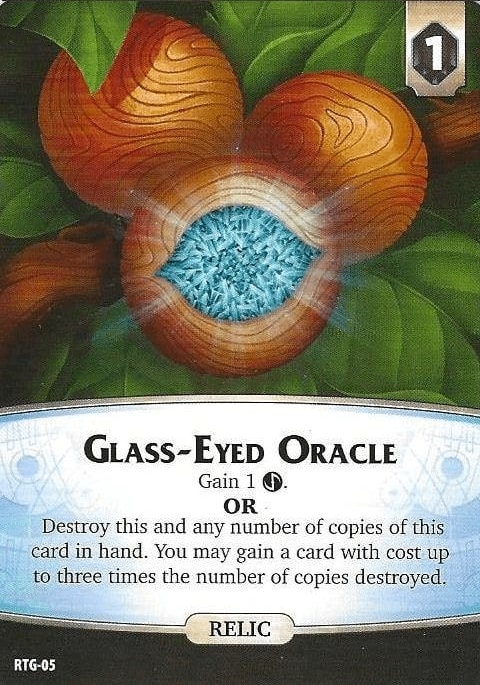 1
GLASS-EYED ORACLE
Gain 1 .
OR
Destroy this and any number of copies of this
card in hand. You may gain a card with cost up
to three times the number of copies destroyed.
RELIC
RTG-05